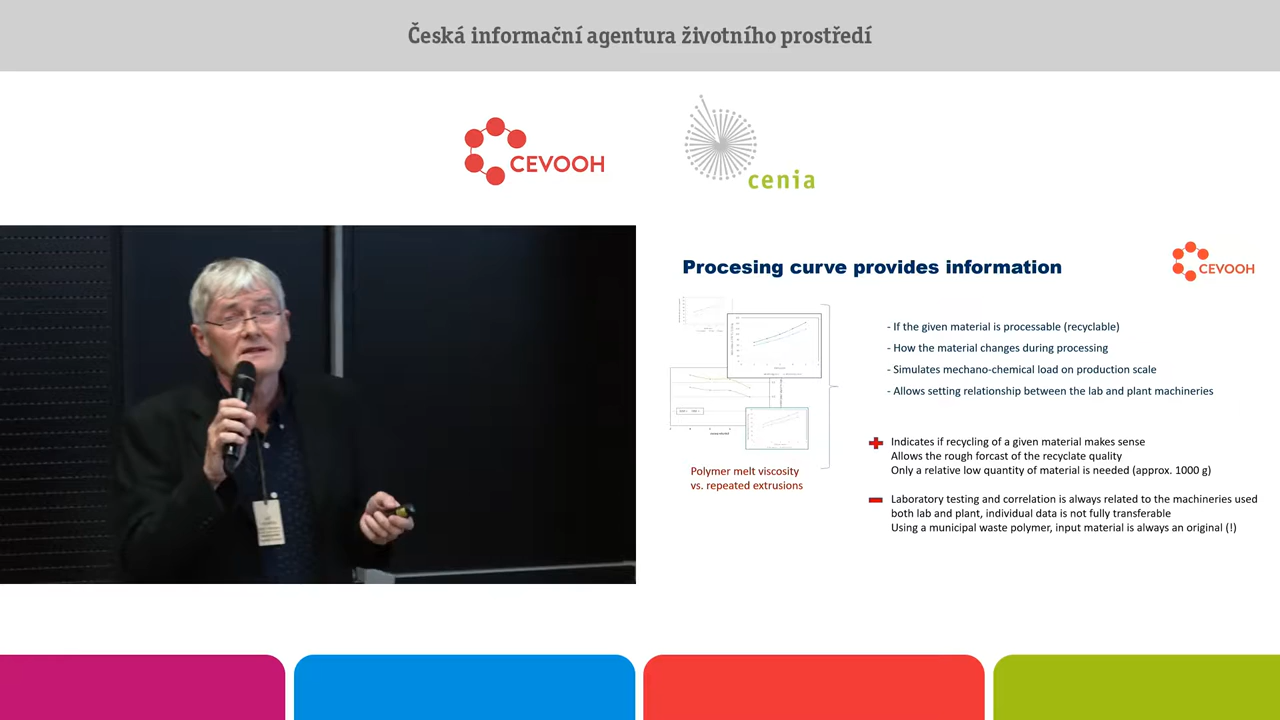 Česká informační agentura životního prostředí
CEVOOH
cenia
Procesing curve provides information
CEVOOH
- If the given material is processable (recyclable)
- How the material changes during processing
- Simulates mechano-chemical load on production scale
- Allows setting relationship between the lab and plant machineries
Polymer melt viscosity
vs. repeated extrusions
Indicates if recycling of a given material makes sense
Allows the rough forcast of the recyclate quality
Only a relative low quantity of material is needed (approx. 1000 g)
Laboratory testing and correlation is always related to the machineries used
both lab and plant, individual data is not fully transferable
Using a municipal waste polymer, input material is always an original (!)